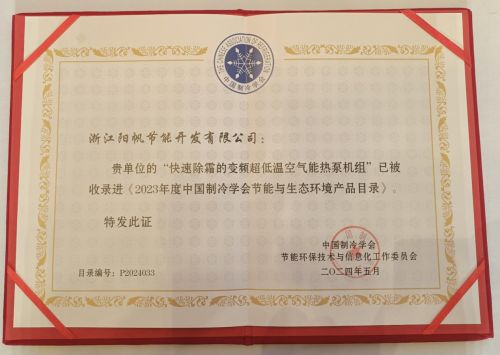 THE CHINESE ASSOCIATION OF REFRIGERATION
中国制冷学会
浙江阳帆节能开发有限公司：
贵单位的“快速除霜的变频超低温空气能热泵机组”已被
收录进《2023年度中国制冷学会节能与生态环境产品目录》。
特发此证
中国制冷学会
节能环保技术与信息化工作委员会
目录编号：P2024033
二〇二四年五月